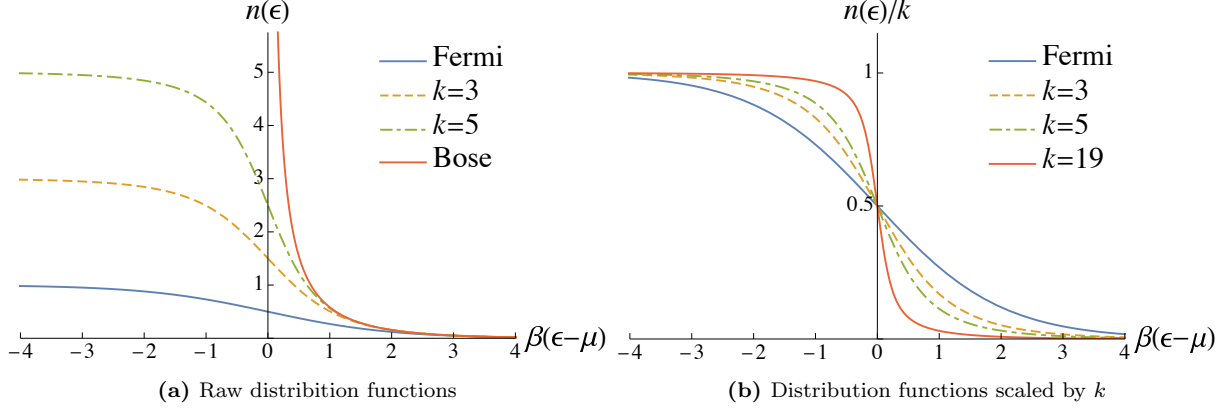 n(ϵ)
5
4
3
2
1
−4 −3 −2 −1 0 1 2 3 4
β(ϵ−μ)
Fermi
k=3
k=5
Bose
(a) Raw distribition functions
n(ϵ)/k
1
0.5
−4 −3 −2 −1 0 1 2 3 4
β(ϵ−μ)
Fermi
k=3
k=5
k=19
(b) Distribution functions scaled by k